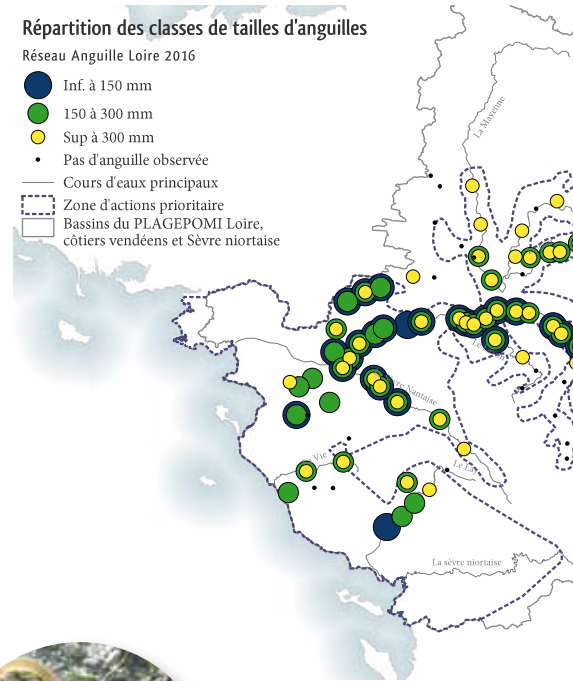 Répartition des classes de tailles d'anguilles
Réseau Anguille Loire 2016
Inf. à 150 mm
150 à 300 mm
Sup à 300 mm
Pas d'anguille observée
Cours d'eaux principaux
Zone d'actions prioritaire
Bassins du PLAGEPOMI Loire,
côtiers vendéens et Sèvre niortaise
La Mayenne
Nantaise
Vie
Le
La sèvre niortaise